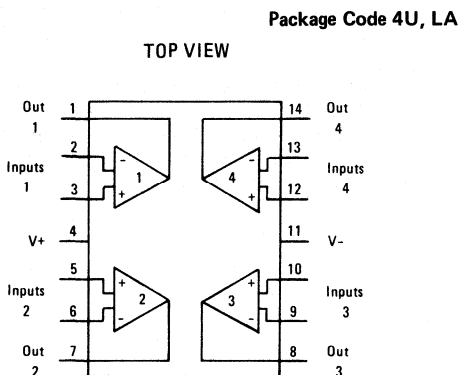 Package Code 4U, LA
TOP VIEW
Out 1 14 Out
1 4
2 13
Inputs - 1 + Inputs
1 3 - 4 + 12 4
V+ 4 11 V-
5 10
Inputs + 2 - Inputs
2 6 + 3 - 9 3
Out 7 8 Out
2 3